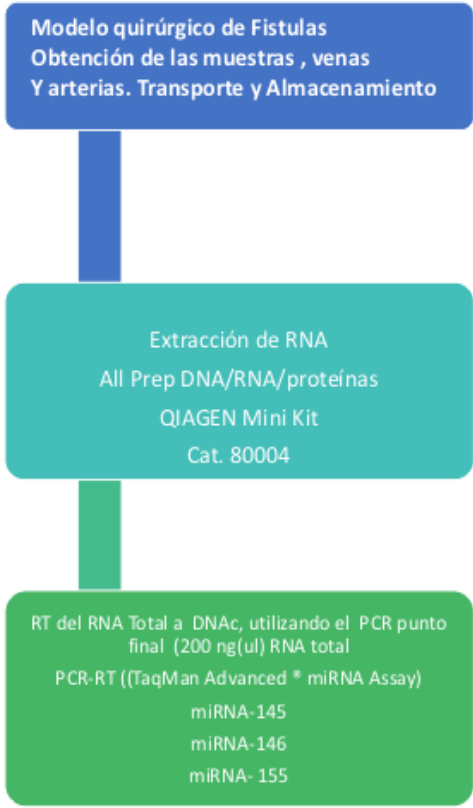 Modelo quirúrgico de Fistulas
Obtención de las muestras , venas
Y arterias. Transporte y Almacenamiento
Extracción de RNA
All Prep DNA/RNA/proteínas
QIAGEN Mini Kit
Cat. 80004
RT del RNA Total a DNAc, utilizando el PCR punto
final (200 ng(ul) RNA total
PCR-RT ((TaqMan Advanced ® miRNA Assay)
miRNA-145
miRNA-146
miRNA- 155